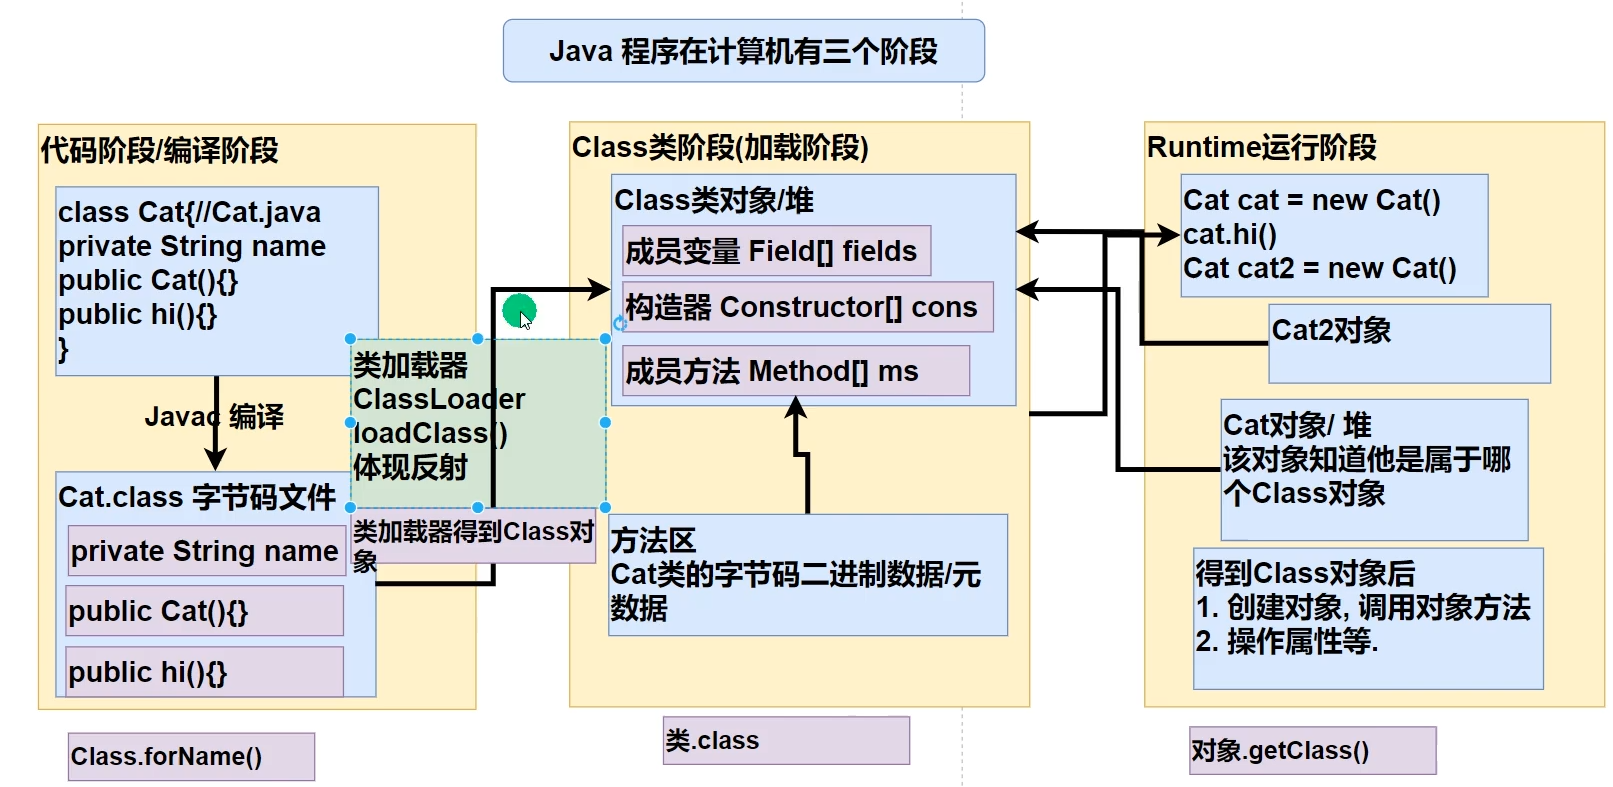 Java 程序在计算机有三个阶段
代码阶段/编译阶段
class Cat{//Cat.java
private String name
public Cat(){}
public hi(){}
}
Javac 编译
Cat.class 字节码文件
private String name
public Cat(){}
public hi(){}
Class.forName()
类加载器
ClassLoader
loadClass()
体现反射
类加载器得到Class对
象
Class类阶段(加载阶段)
Class类对象/堆
成员变量 Field[] fields
构造器 Constructor[] cons
成员方法 Method[] ms
方法区
Cat类的字节码二进制数据/元
数据
类.class
Runtime运行阶段
Cat cat = new Cat()
cat.hi()
Cat cat2 = new Cat()
Cat2对象
Cat对象/ 堆
该对象知道他是属于哪
个Class对象
得到Class对象后
1. 创建对象, 调用对象方法
2. 操作属性等.
对象.getClass()